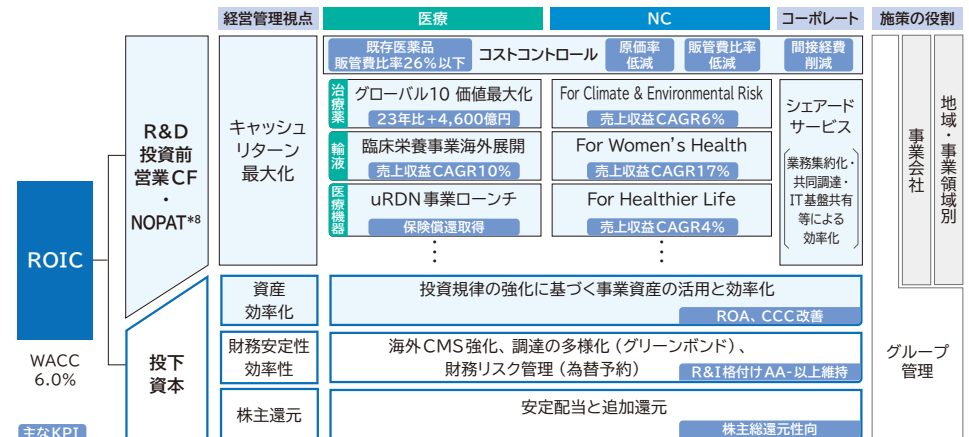 経営管理視点
医療
NC
コーポレート
施策の役割
既存医薬品
販管費比率26%以下
コストコントロール
原価率
低減
販管費比率
低減
間接経費
削減
R&D
投資前
営業CF
・
NOPAT*8
キャッシュ
リターン
最大化
治療薬
グローバル10 価値最大化
23年比+4,600億円
For Climate & Environmental Risk
売上収益CAGR6%
輸液
臨床栄養事業海外展開
売上収益CAGR10%
For Women's Health
売上収益CAGR17%
医療機器
uRDN事業ローンチ
保険償還取得
For Healthier Life
売上収益CAGR4%
⋮
⋮
シェアード
サービス
業務集約化・
共同調達・
IT基盤共有
等による
効率化
事業会社
地域・事業領域別
ROIC
WACC
6.0%
投下
資本
資産
効率化
投資規律の強化に基づく事業資産の活用と効率化
ROA、CCC改善
財務安定性
効率性
海外CMS強化、調達の多様化(グリーンボンド)、
財務リスク管理(為替予約)
R&I格付けAA-以上維持
グループ
管理
株主還元
安定配当と追加還元
株主総還元性向
主なKPI